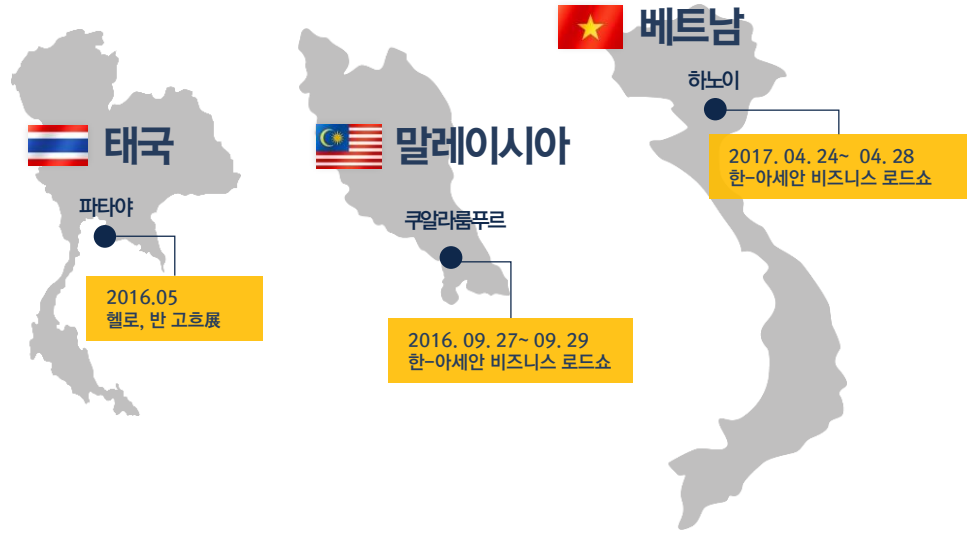 태국
파타야
2016.05
헬로, 반 고흐展
말레이시아
쿠알라룸푸르
2016. 09. 27~ 09. 29
한-아세안 비즈니스 로드쇼
베트남
하노이
2017. 04. 24~ 04. 28
한-아세안 비즈니스 로드쇼